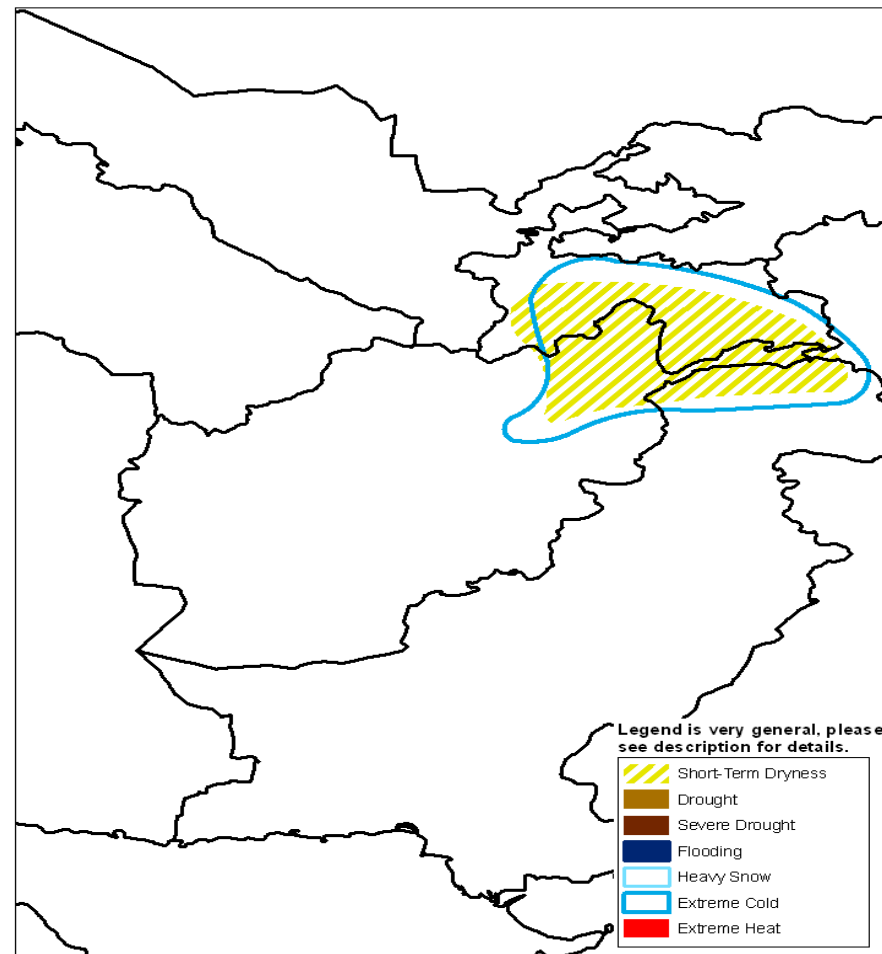 Legend is very general, please
see description for details.
Short-Term Dryness
Drought
Severe Drought
Flooding
Heavy Snow
Extreme Cold
Extreme Heat